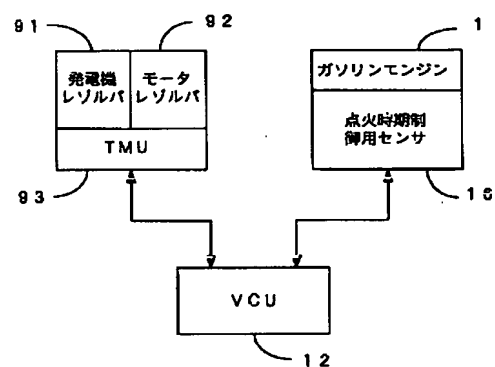 91
92
1
発電機
レゾルバ
モータ
レゾルバ
TMU
ガソリンエンジン
点火時期制
御用センサ
93
16
VCU
12